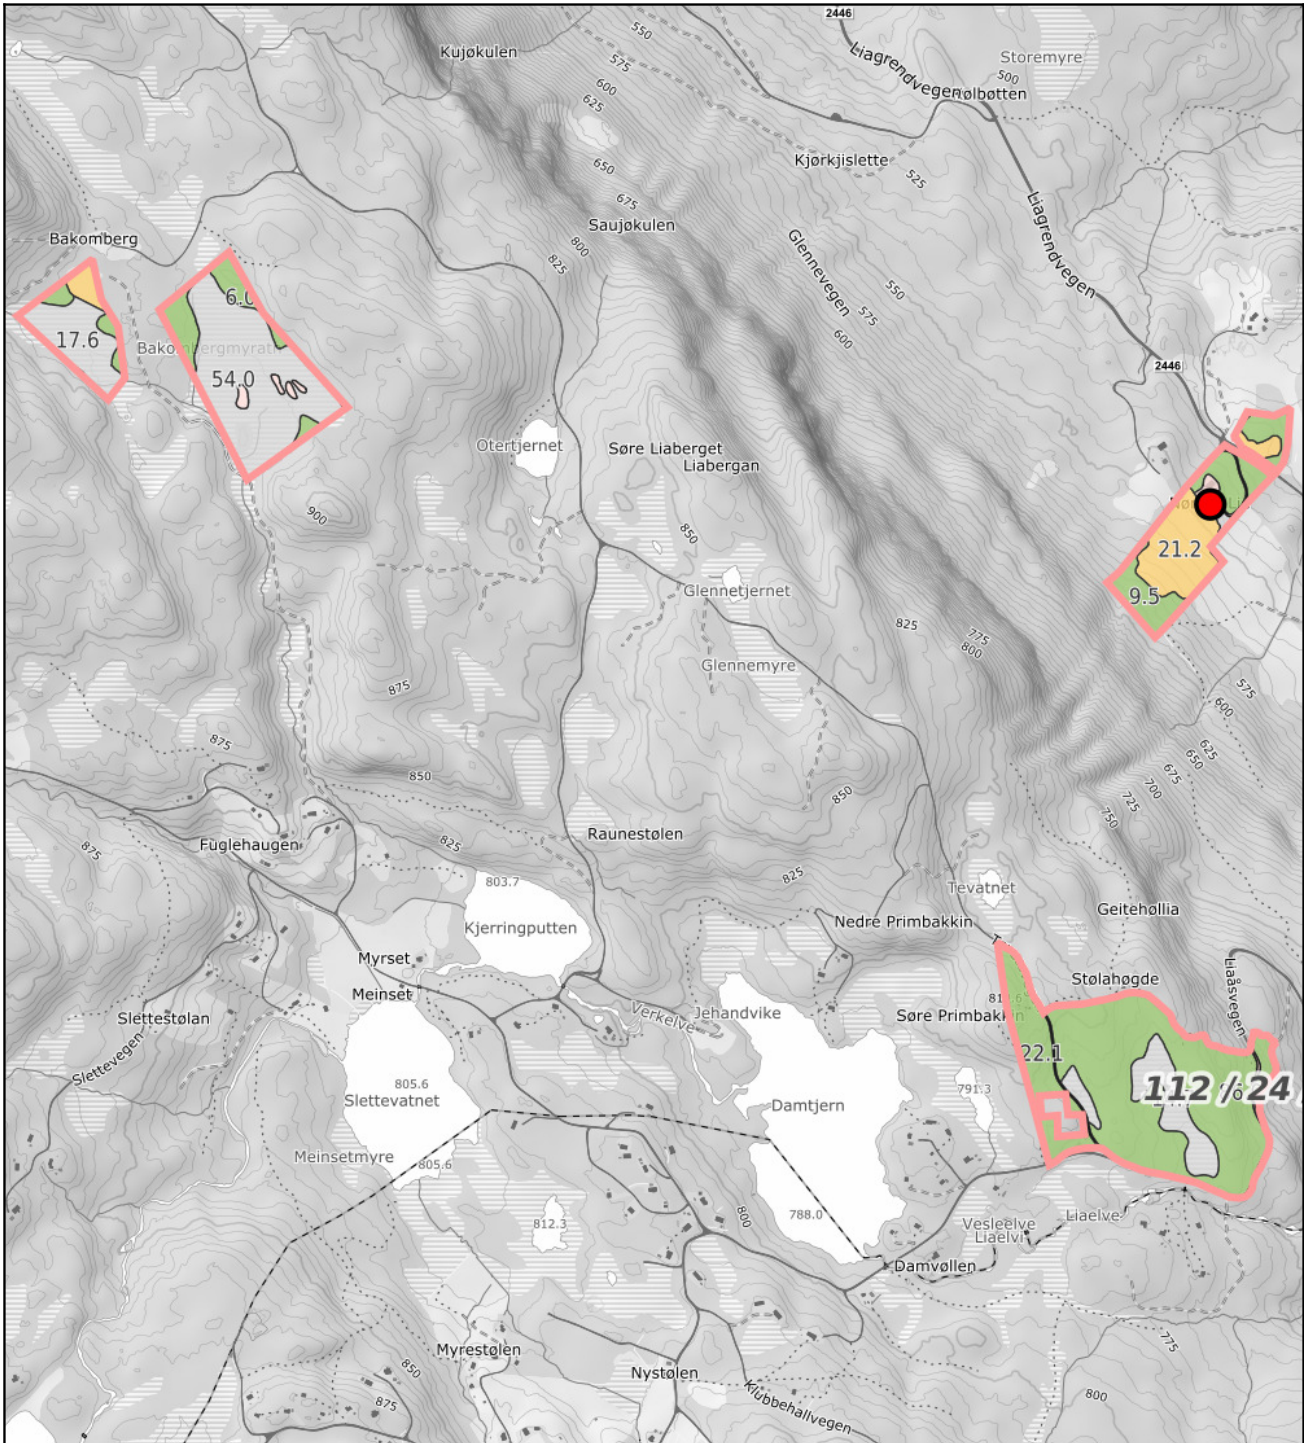 2446
550
Kujøkulen
Liagrendvegen
Storemyre
575
500
600
ølbøtten
625
Kjørkjislette
650
525
675
Liagrendvegen
Saujøkulen
Bakomberg
800
Glennevegen
825
550
6.0
575
17.6
600
54.0
2446
Otertjernet
Søre Liaberget
Liabergan
900
850
21.2
Glennetjernet
9.5
825
775
800
Glennemyre
575
875
600
875
625
650
675
850
700
725
850
750
825
Raunestølen
Fuglehaugen
875
825
803.7
Tevatnet
Geitehøllia
Nedre Primbakkin
Kjerringputten
Myrset
Stølahøgde
Liaåsvegen
Meinset
Jehandvike
Søre Primbakkin
Slettestølan
Verkelve
22.1
Slettevegen
805.6
791.3
112 / 24
Slettevatnet
Damtjern
Meinsetmyre
805.6
812.3
800
788.0
Liaelve
Vesleelve
Liaelvi
Damvøllen
775
Myrestølen
850
Nystølen
875
Klubbehallvegen
800